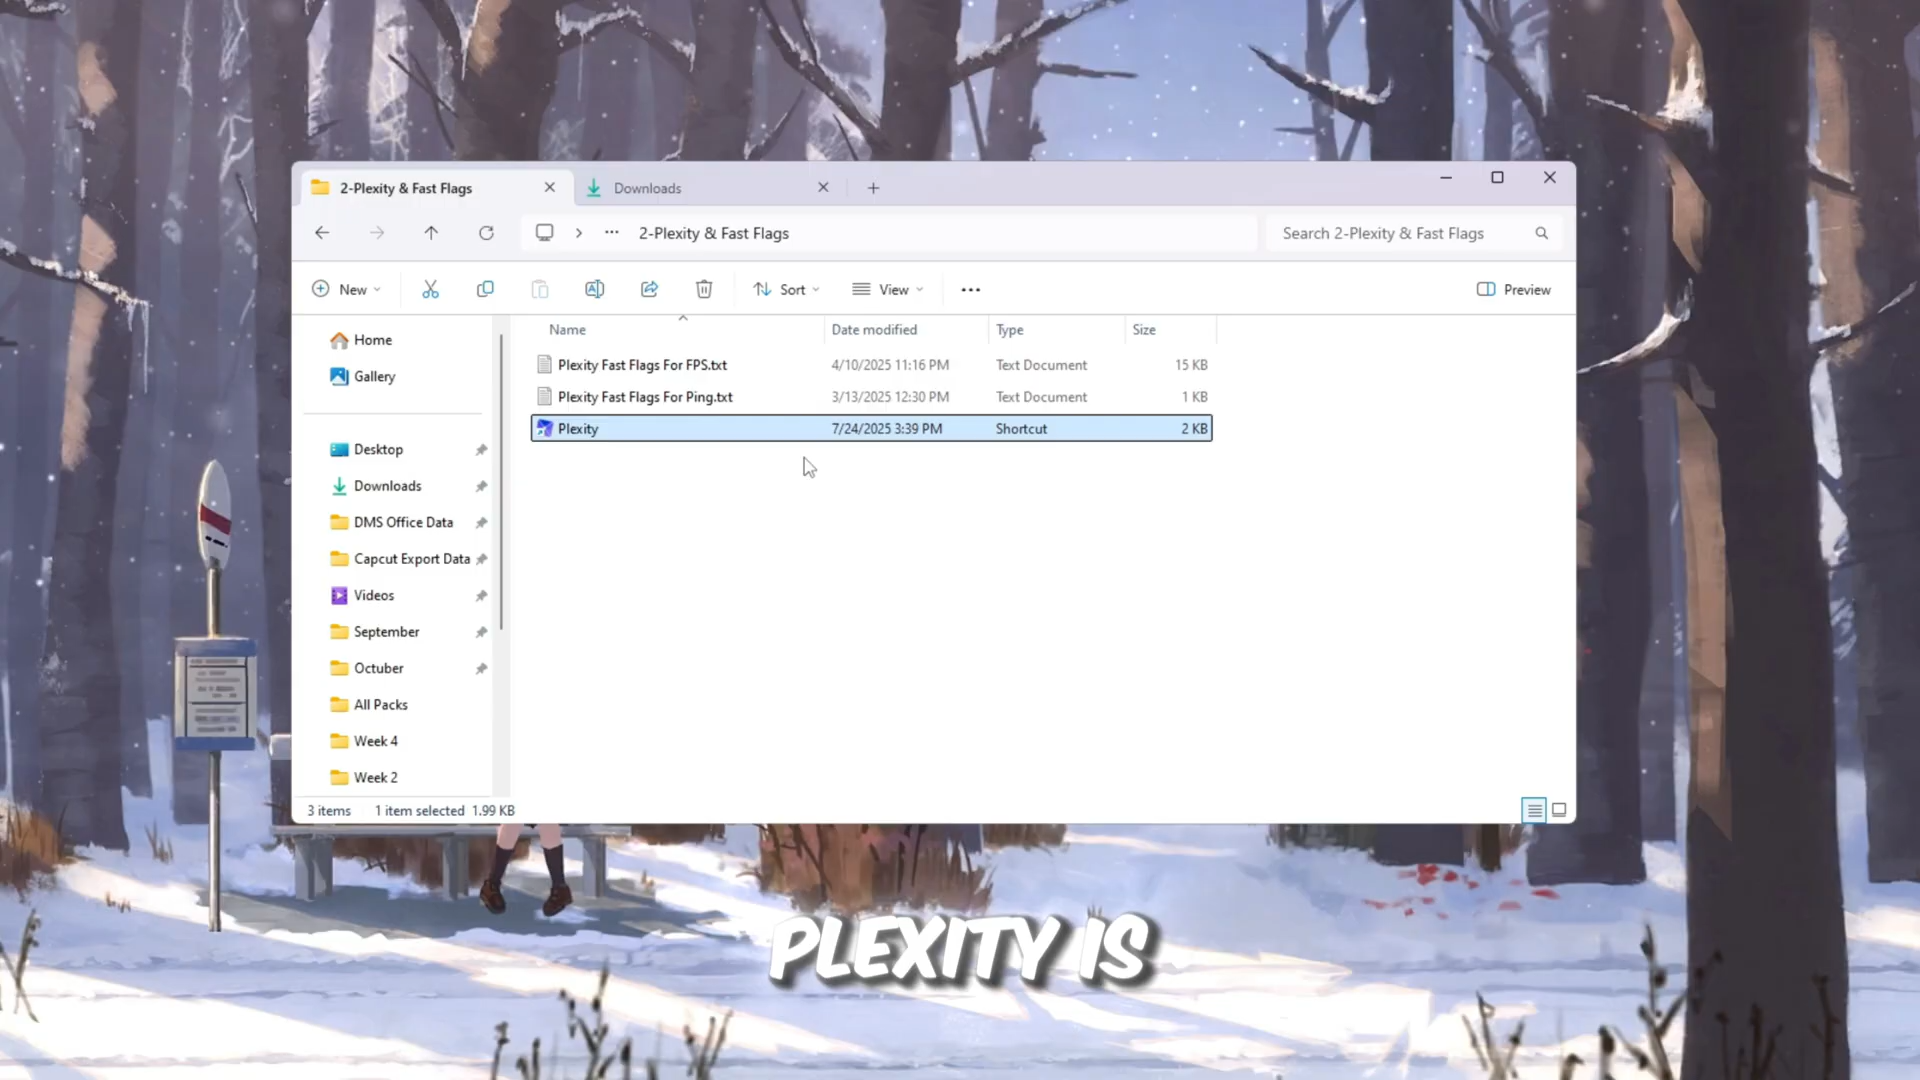 2-Plexity & Fast Flags
Downloads
2-Plexity & Fast Flags
Search 2-Plexity & Fast Flags
New
Sort
View
Preview
Name
Date modified
Type
Size
Plexity Fast Flags For FPS.txt
4/10/2025 11:16 PM
Text Document
15 KB
Plexity Fast Flags For Ping.txt
3/13/2025 12:30 PM
Text Document
1 KB
Plexity
7/24/2025 3:39 PM
Shortcut
2 KB
Home
Gallery
Desktop
Downloads
DMS Office Data
Capcut Export Data
Videos
September
Octuber
All Packs
Week 4
Week 2
3 items
1 item selected 1.99 KB
PLEXITY IS